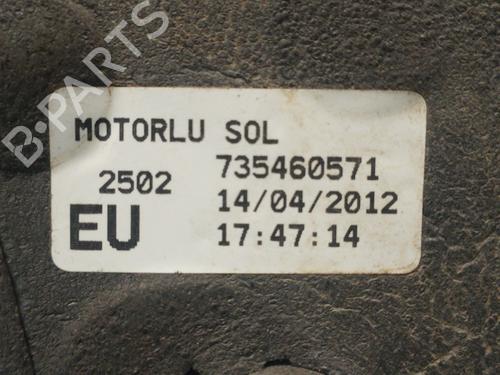 B-PARTS
MOTORLU SOL
2502 735460571
EU 14/04/2012
17:47:14